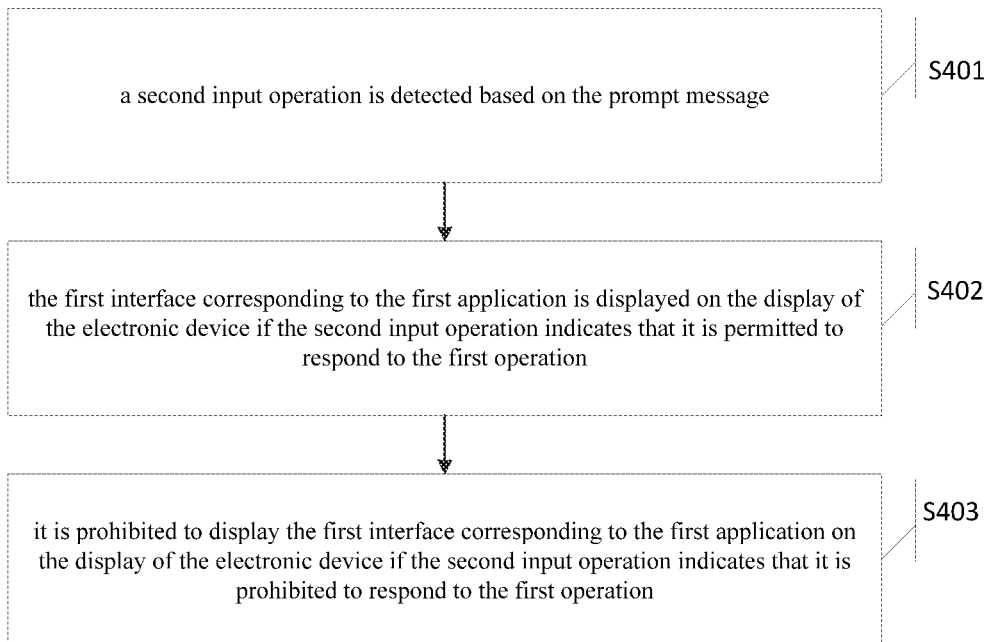 a second input operation is detected based on the prompt message
S401
the first interface corresponding to the first application is displayed on the display of
the electronic device if the second input operation indicates that it is permitted to
respond to the first operation
S402
it is prohibited to display the first interface corresponding to the first application on
the display of the electronic device if the second input operation indicates that it is
prohibited to respond to the first operation
S403